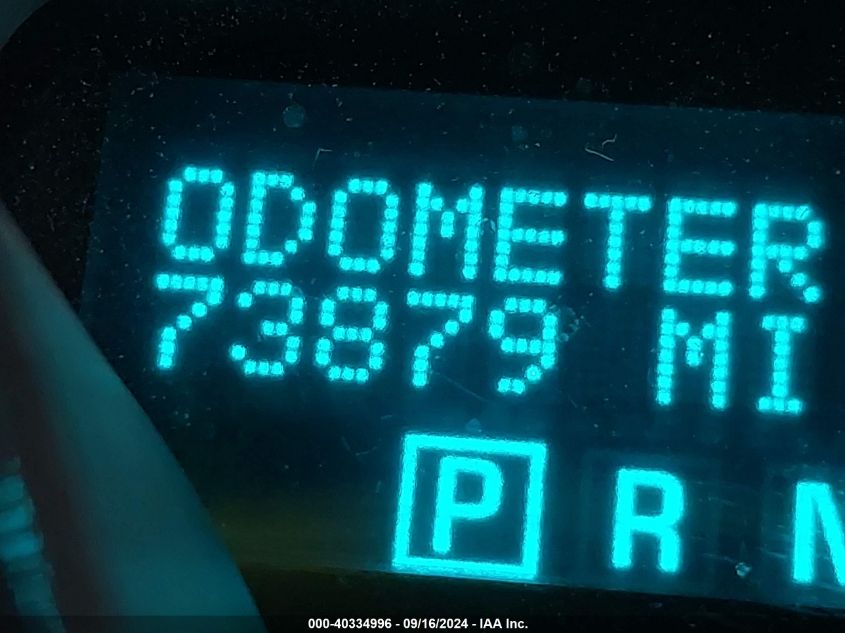 ODOMETER
73879 MI
P R N
000-40334996 - 09/16/2024 - IAA Inc.